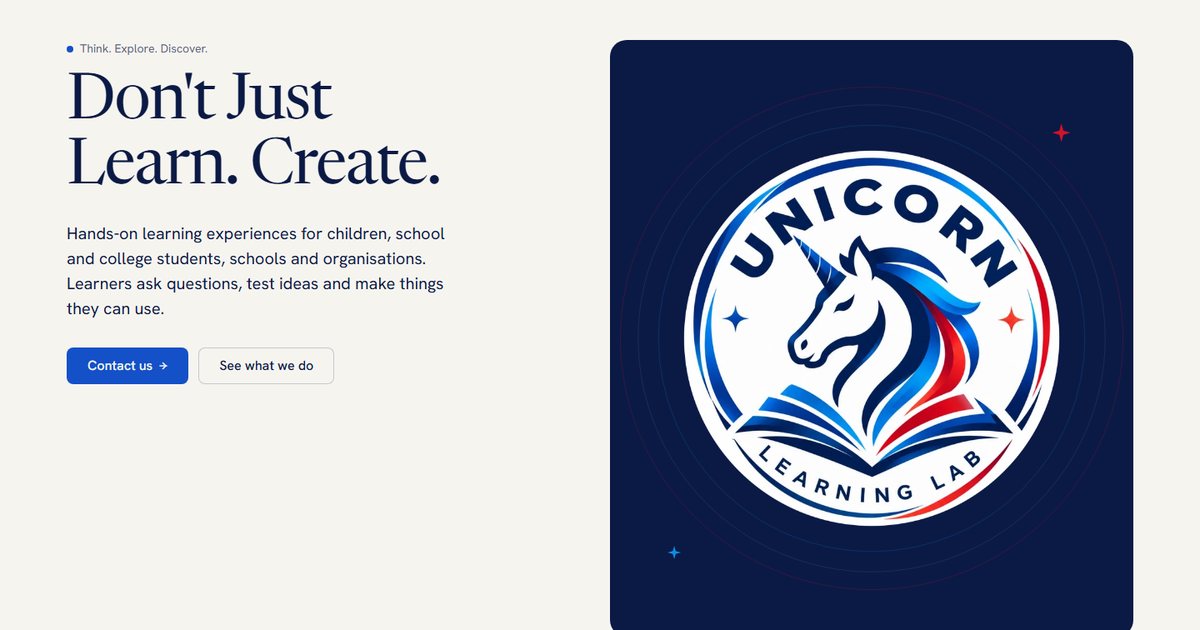 Think. Explore. Discover.
Don't Just
Learn. Create.
Hands-on learning experiences for children, school
and college students, schools and organisations.
Learners ask questions, test ideas and make things
they can use.
Contact us →
See what we do
UNICORN
LEARNING LAB